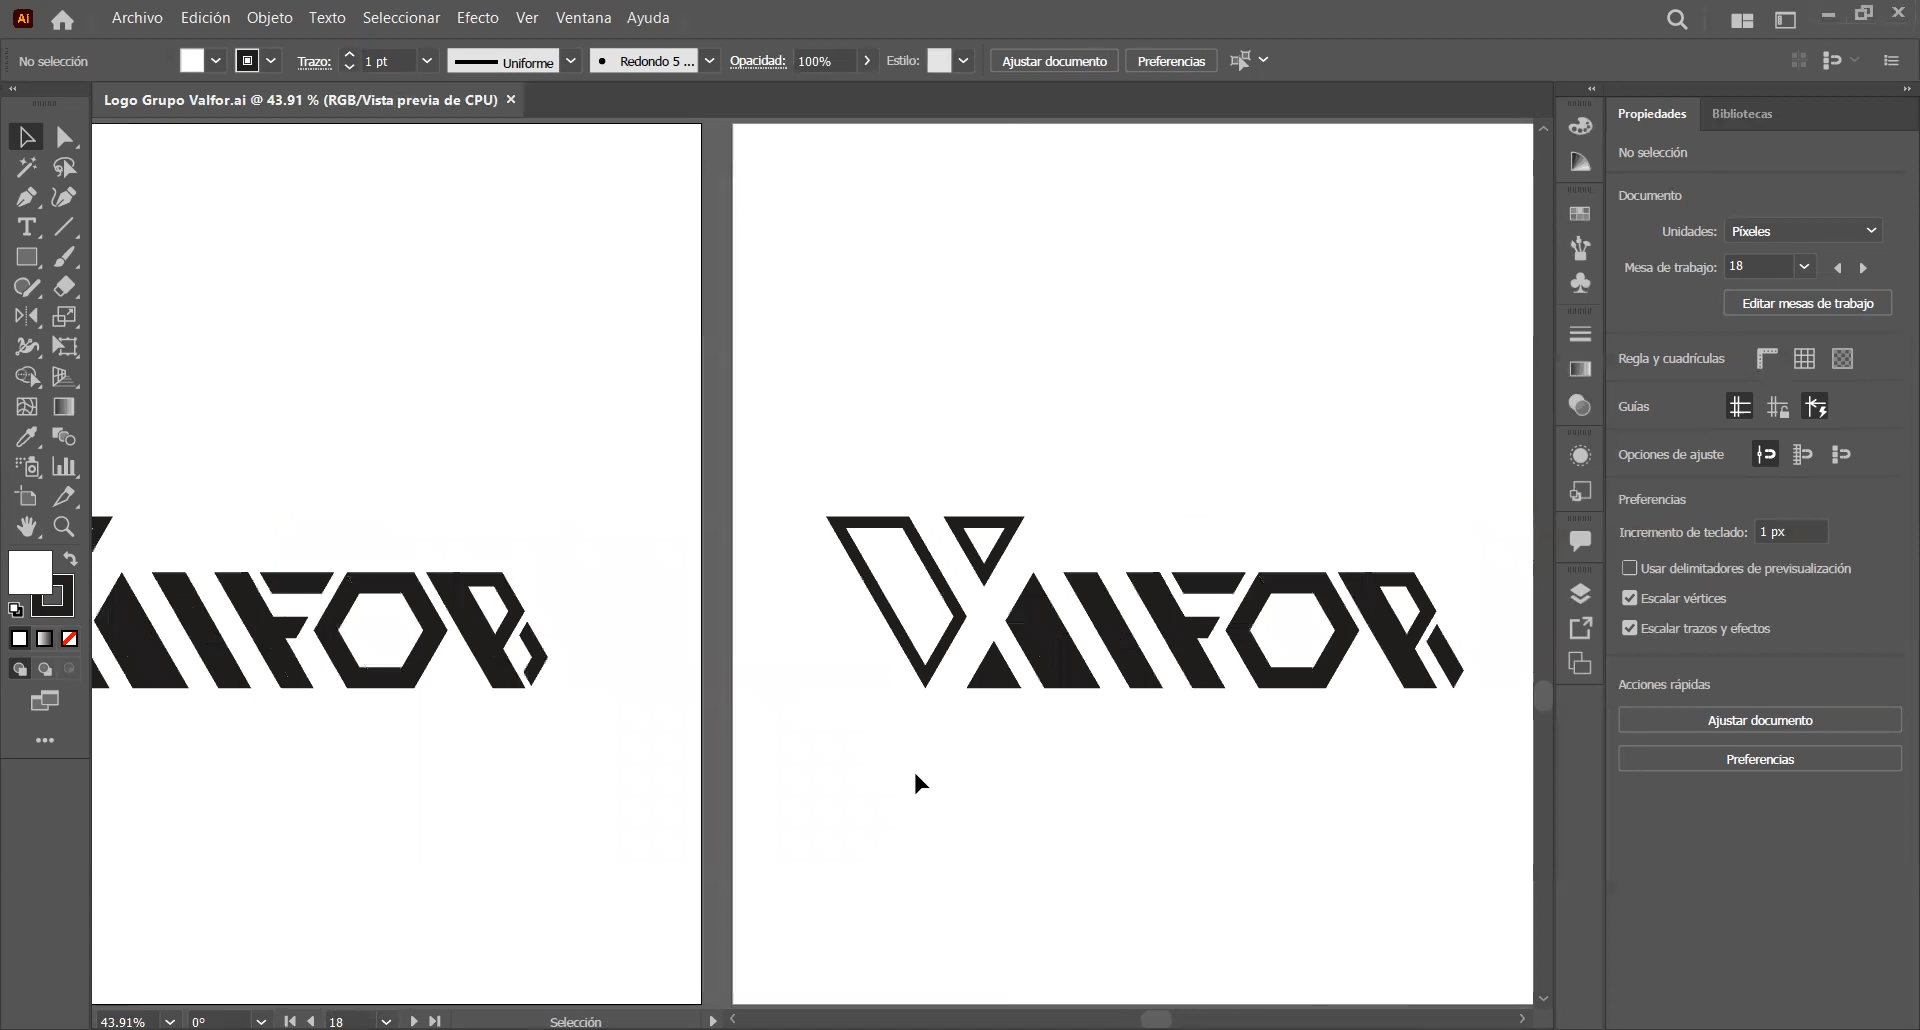 Ai Archivo Edición Objeto Texto Seleccionar Efecto Ver Ventana Ayuda
No selección Trazo: 1 pt Uniforme Redondo 5 ... Opacidad: 100% Estilo: Ajustar documento Preferencias
Logo Grupo Valfor.ai @ 43.91 % (RGB/Vista previa de CPU) ×
Propiedades Bibliotecas
No selección
Documento
Unidades: Píxeles
Mesa de trabajo: 18
Editar mesas de trabajo
Regla y cuadrículas
Guías
Opciones de ajuste
Preferencias
Incremento de teclado: 1 px
Usar delimitadores de previsualización
Escalar vértices
Escalar trazos y efectos
Acciones rápidas
Ajustar documento
Preferencias
ALFOR
VALFOR
43.91% 0° 18 Selección